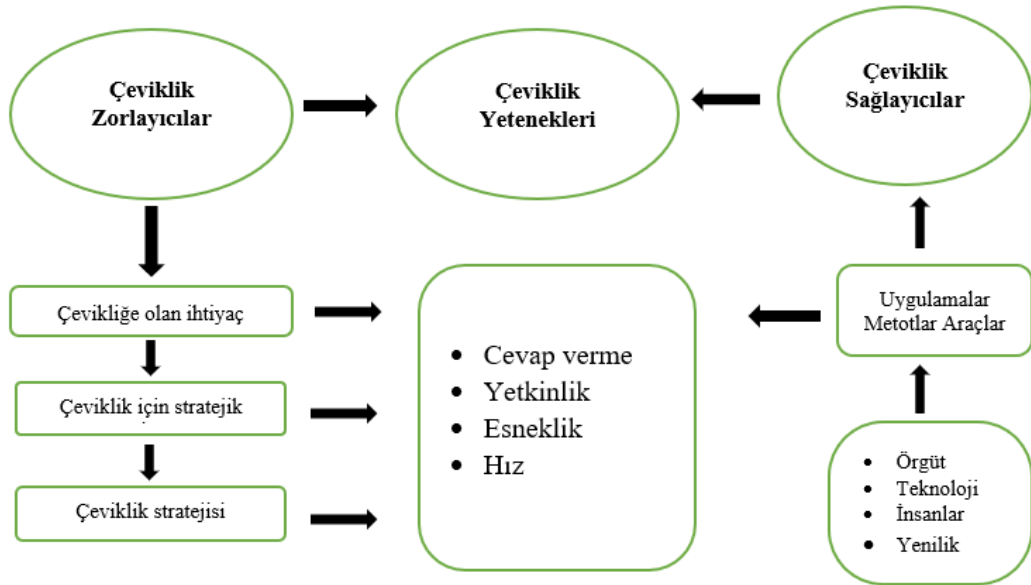 Çeviklik
Zorlayıcılar
Çeviklik
Yetenekleri
Çeviklik
Sağlayıcılar
Çevikliğe olan ihtiyaç
Çeviklik için stratejik
Çeviklik stratejisi
• Cevap verme
• Yetkinlik
• Esneklik
• Hız
Uygulamalar
Metotlar Araçlar
• Örgüt
• Teknoloji
• İnsanlar
• Yenilik